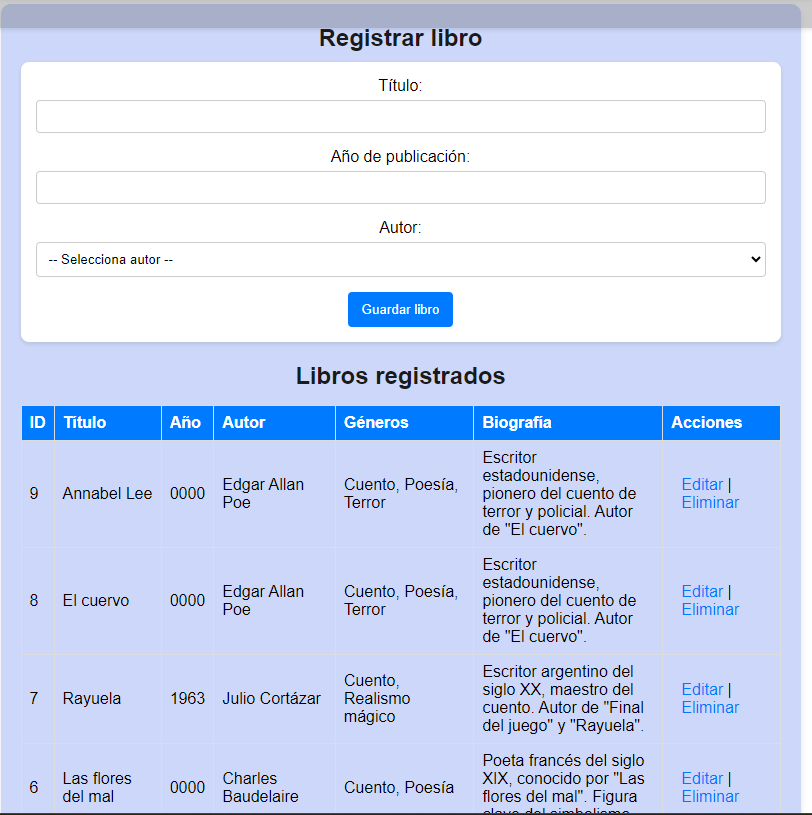 Registrar libro
Título:
Año de publicación:
Autor:
-- Selecciona autor --
Guardar libro
Libros registrados
ID Título Año Autor Géneros Biografía Acciones
9 Annabel Lee 0000 Edgar Allan Poe Cuento, Poesía, Terror Escritor estadounidense, pionero del cuento de terror y policial. Autor de "El cuervo". Editar | Eliminar
8 El cuervo 0000 Edgar Allan Poe Cuento, Poesía, Terror Escritor estadounidense, pionero del cuento de terror y policial. Autor de "El cuervo". Editar | Eliminar
7 Rayuela 1963 Julio Cortázar Cuento, Realismo mágico Escritor argentino del siglo XX, maestro del cuento. Autor de "Final del juego" y "Rayuela". Editar | Eliminar
6 Las flores del mal 0000 Charles Baudelaire Cuento, Poesía Poeta francés del siglo XIX, conocido por "Las flores del mal". Figura clave del simbolismo Editar | Eliminar